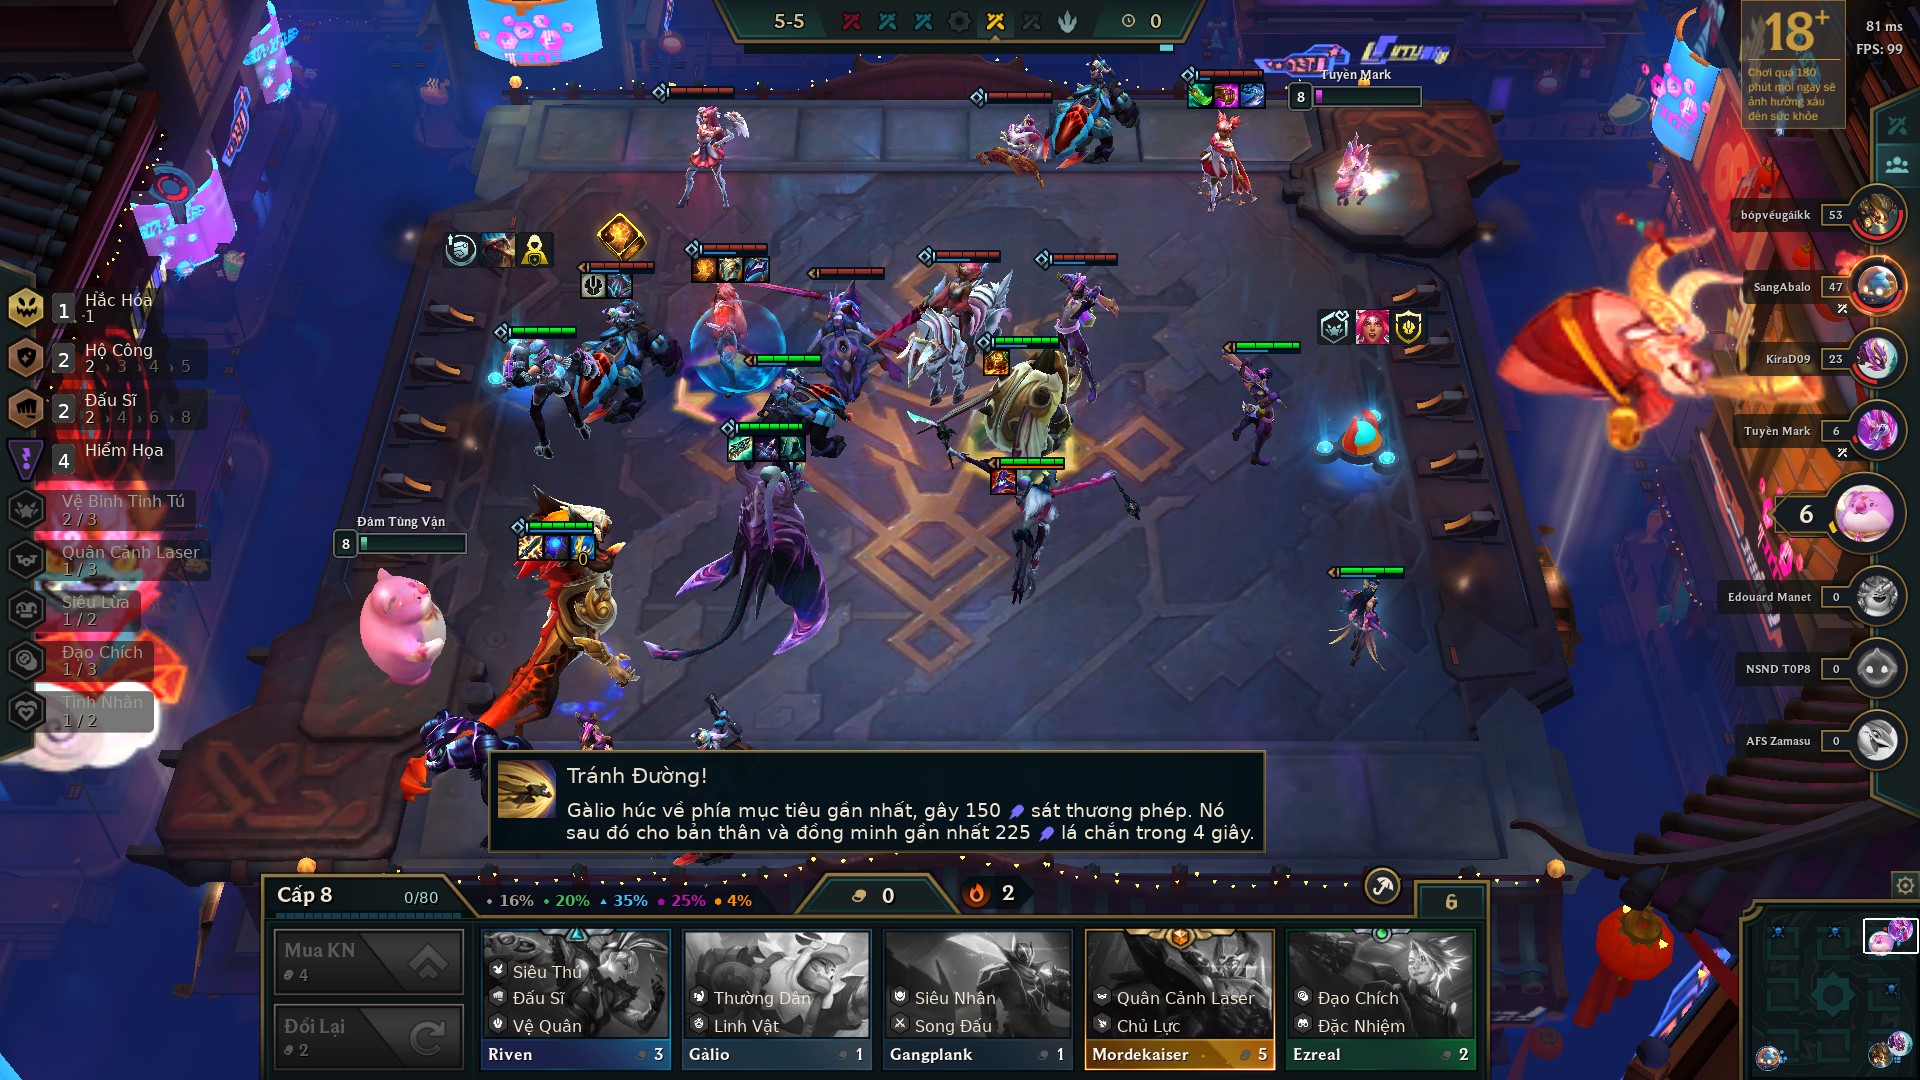 5-5
0
18+
Chơi quá 180
phút mỗi ngày sẽ
ảnh hưởng xấu
đến sức khỏe
81 ms
FPS: 99
Tuyền Mark
8
bópvéugáikk 53
SangAbalo 47
KiraD09 23
Tuyền Mark 6
6
Edouard Manet 0
NSND T0P8 0
AFS Zamasu 0
1 Hắc Hóa
-1
2 Hộ Công
2 › 3 › 4 › 5
2 Đấu Sĩ
2 › 4 › 6 › 8
4 Hiểm Họa
Vệ Binh Tinh Tú
2 / 3
Quân Cảnh Laser
1 / 3
Siêu Lừa
1 / 2
Đạo Chích
1 / 3
Tình Nhân
1 / 2
Đàm Tùng Vận
8
0
Tránh Đường!
Gàlio húc về phía mục tiêu gần nhất, gây 150 sát thương phép. Nó
sau đó cho bản thân và đồng minh gần nhất 225 lá chắn trong 4 giây.
Cấp 8 0/80
16% 20% 35% 25% 4%
0
2
6
Mua KN
4
Đổi Lại
2
Siêu Thú
Đấu Sĩ
Vệ Quân
Riven 3
Thường Dân
Linh Vật
Gàlio 1
Siêu Nhân
Song Đấu
Gangplank 1
Quân Cảnh Laser
Chủ Lực
Mordekaiser 5
Đạo Chích
Đặc Nhiệm
Ezreal 2